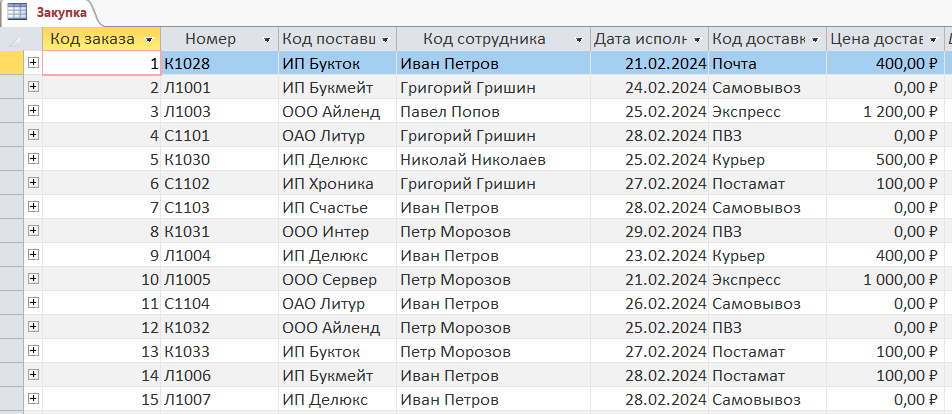 Закупка
Код заказа Номер Код поставщ Код сотрудника Дата исполн Код доставк Цена достав
1 К1028 ИП Букток Иван Петров 21.02.2024 Почта 400,00 ₽
2 Л1001 ИП Букмейт Григорий Гришин 24.02.2024 Самовывоз 0,00 ₽
3 Л1003 ООО Айленд Павел Попов 25.02.2024 Экспресс 1 200,00 ₽
4 С1101 ОАО Литур Григорий Гришин 28.02.2024 ПВЗ 0,00 ₽
5 К1030 ИП Делюкс Николай Николаев 25.02.2024 Курьер 500,00 ₽
6 С1102 ИП Хроника Григорий Гришин 27.02.2024 Постамат 100,00 ₽
7 С1103 ИП Счастье Иван Петров 28.02.2024 Самовывоз 0,00 ₽
8 К1031 ООО Интер Петр Морозов 29.02.2024 ПВЗ 0,00 ₽
9 Л1004 ИП Делюкс Иван Петров 23.02.2024 Курьер 400,00 ₽
10 Л1005 ООО Сервер Петр Морозов 21.02.2024 Экспресс 1 000,00 ₽
11 С1104 ОАО Литур Иван Петров 26.02.2024 Самовывоз 0,00 ₽
12 К1032 ООО Айленд Петр Морозов 25.02.2024 ПВЗ 0,00 ₽
13 К1033 ИП Букток Петр Морозов 27.02.2024 Постамат 100,00 ₽
14 Л1006 ИП Букмейт Иван Петров 28.02.2024 Постамат 100,00 ₽
15 Л1007 ИП Делюкс Иван Петров 28.02.2024 Самовывоз 0,00 ₽